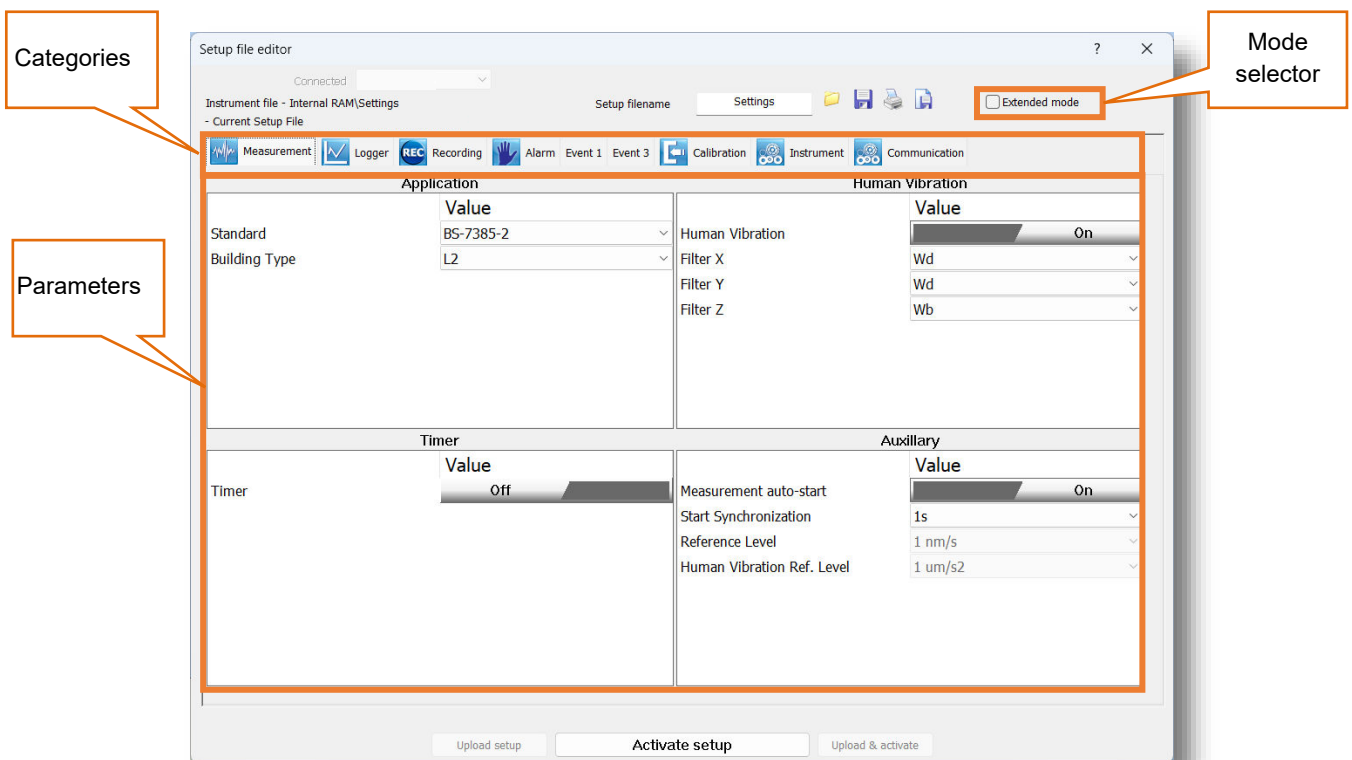 Categories
Mode
selector
Parameters
Setup file editor
?
Connected
Instrument file - Internal RAM\Settings
- Current Setup File
Setup filename
Settings
Extended mode
Measurement
Logger
REC
Recording
Alarm
Event 1
Event 3
Calibration
Instrument
Communication
Application
Value
Standard BS-7385-2
Building Type L2
Human Vibration
Value
Human Vibration On
Filter X Wd
Filter Y Wd
Filter Z Wb
Timer
Value
Timer Off
Auxillary
Value
Measurement auto-start On
Start Synchronization 1s
Reference Level 1 nm/s
Human Vibration Ref. Level 1 um/s2
Upload setup
Activate setup
Upload & activate